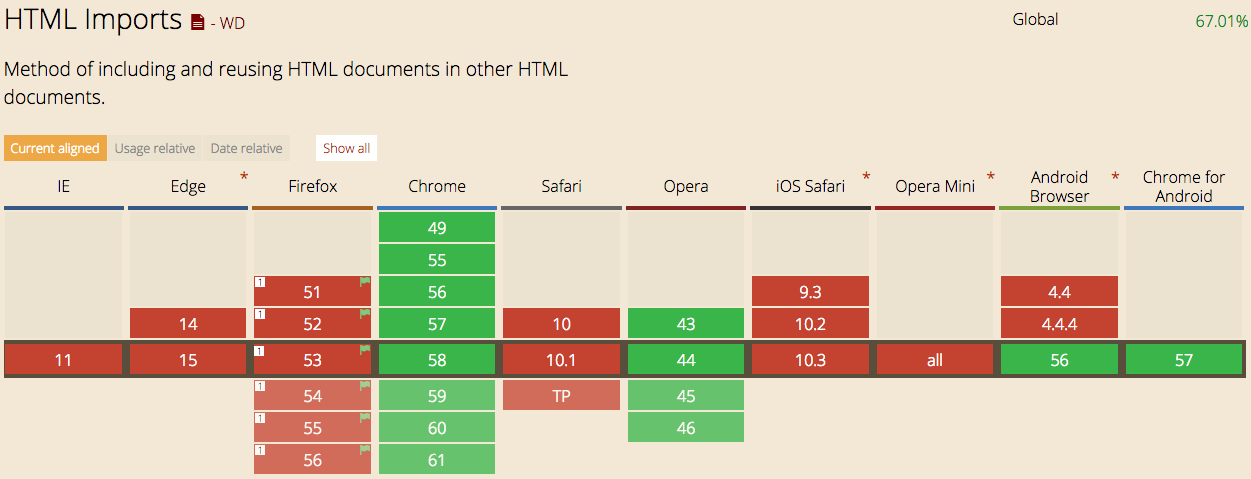 HTML Imports - WD
Global 67.01%
Method of including and reusing HTML documents in other HTML
documents.
Current aligned Usage relative Date relative Show all
IE Edge * Firefox Chrome Safari Opera iOS Safari * Opera Mini * Android Browser * Chrome for Android
49
55
1 51 56 9.3 4.4
14 1 52 57 10 43 10.2 4.4.4
11 15 1 53 58 10.1 44 10.3 all 56 57
1 54 59 TP 45
1 55 60 46
1 56 61